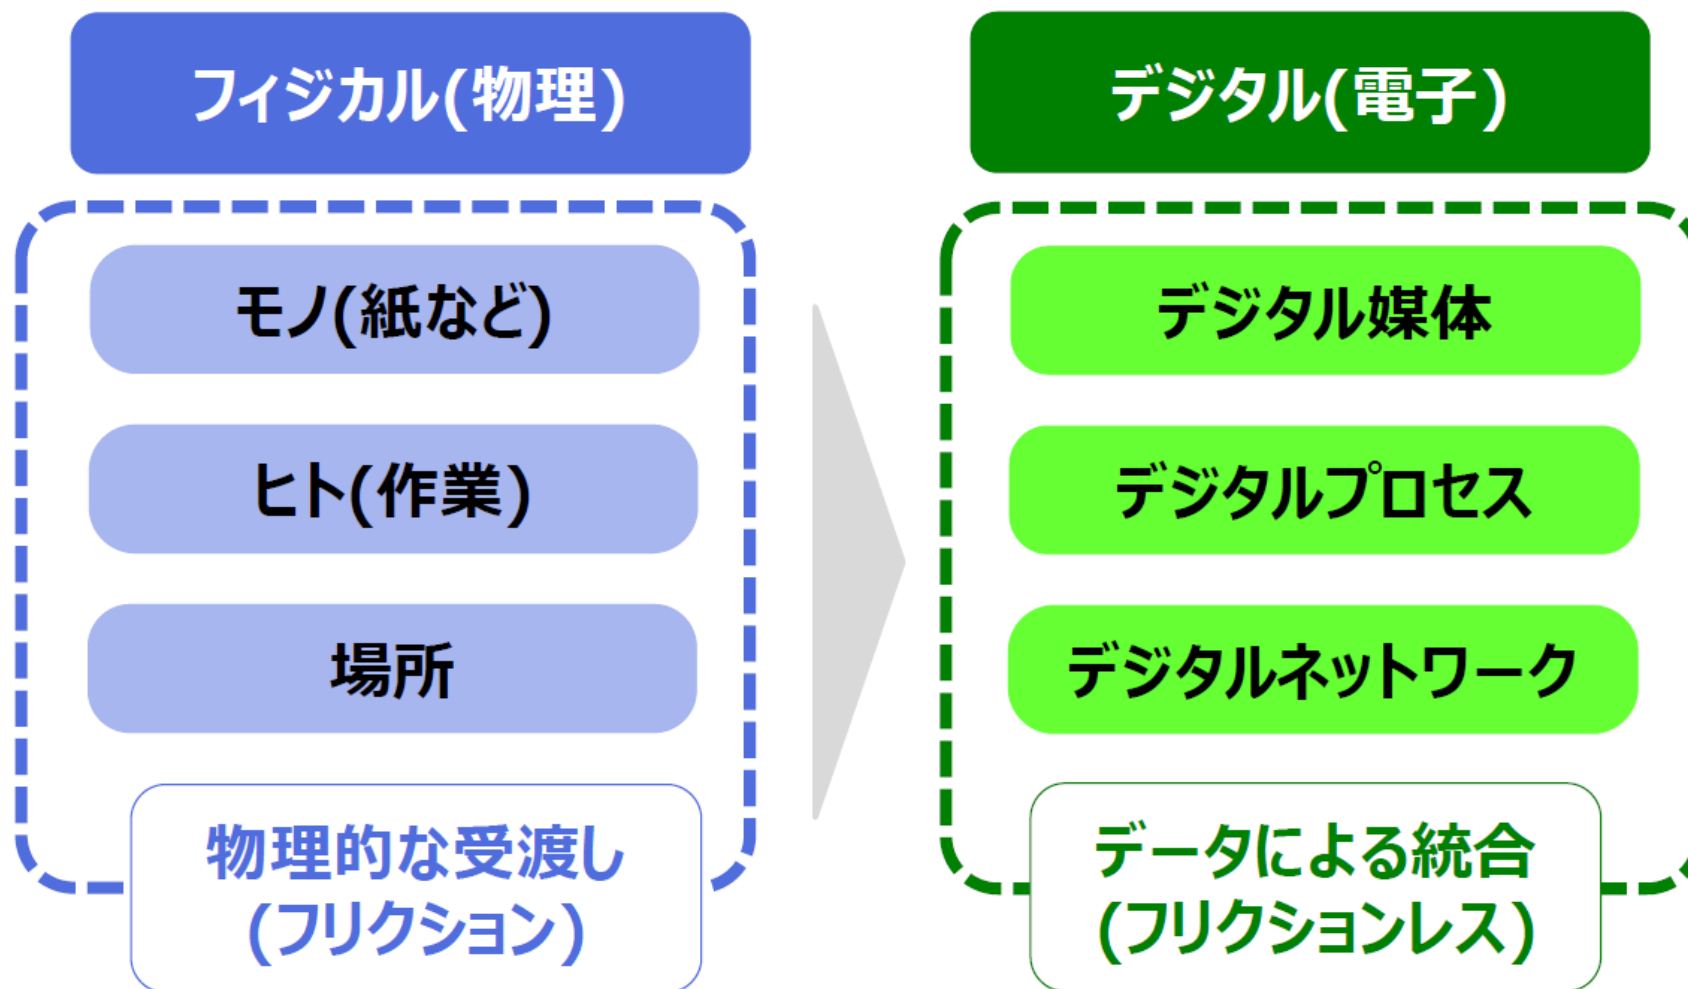 フィジカル(物理)
モノ(紙など)
ヒト(作業)
場所
物理的な受渡し
(フリクション)
デジタル(電子)
デジタル媒体
デジタルプロセス
デジタルネットワーク
データによる統合
(フリクションレス)